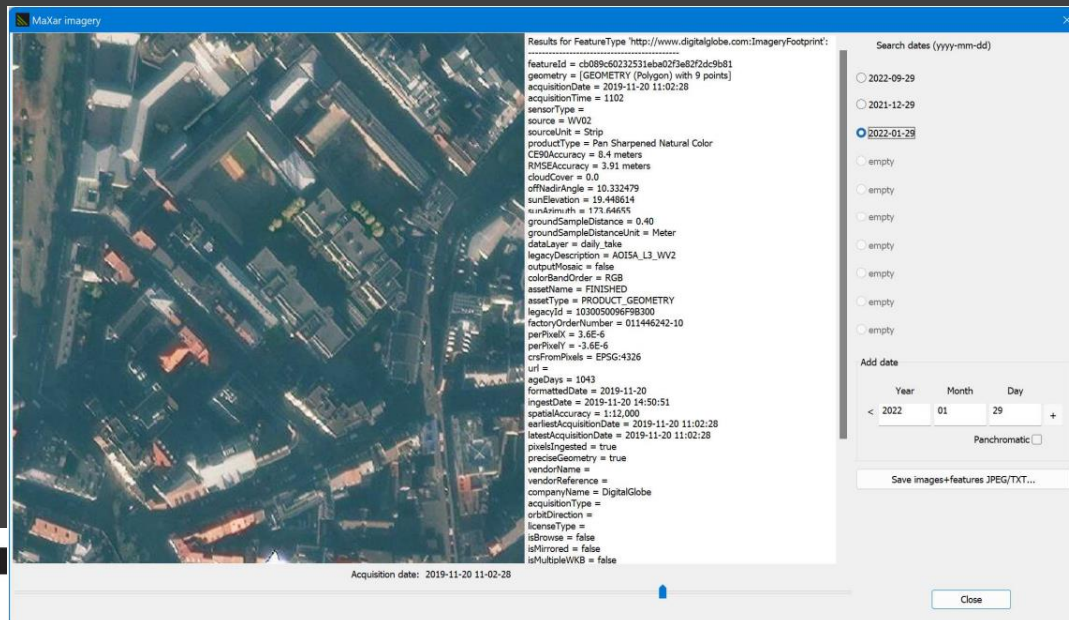 MaXar imagery
Results for FeatureType 'http://www.digitalglobe.com:ImageryFootprint':
--------------------------------------------
featureId = cb089c60232531eba02f3e82f2dc9b81
geometry = [GEOMETRY (Polygon) with 9 points]
acquisitionDate = 2019-11-20 11:02:28
acquisitionTime = 1102
sensorType =
source = WV02
sourceUnit = Strip
productType = Pan Sharpened Natural Color
CE90Accuracy = 8.4 meters
RMSEAccuracy = 3.91 meters
cloudCover = 0.0
offNadirAngle = 10.332479
sunElevation = 19.448614
sunAzimuth = 173.64655
groundSampleDistance = 0.40
groundSampleDistanceUnit = Meter
dataLayer = daily_take
legacyDescription = AOI5A_L3_WV2
outputMosaic = false
colorBandOrder = RGB
assetName = FINISHED
assetType = PRODUCT_GEOMETRY
legacyId = 1030050096F9B300
factoryOrderNumber = 011446242-10
perPixelX = 3.6E-6
perPixelY = -3.6E-6
crsFromPixels = EPSG:4326
url =
ageDays = 1043
formattedDate = 2019-11-20
ingestDate = 2019-11-20 14:50:51
spatialAccuracy = 1:12,000
earliestAcquisitionDate = 2019-11-20 11:02:28
latestAcquisitionDate = 2019-11-20 11:02:28
pixelsIngested = true
preciseGeometry = true
vendorName =
vendorReference =
companyName = DigitalGlobe
acquisitionType =
orbitDirection =
licenseType =
isBrowse = false
isMirrored = false
isMultipleWKB = false
Acquisition date: 2019-11-20 11-02-28
Search dates (yyyy-mm-dd)
2022-09-29
2021-12-29
2022-01-29
empty
empty
empty
empty
empty
empty
empty
Add date
Year Month Day
< 2022 01 29 +
Panchromatic
Save images+features JPEG/TXT...
Close